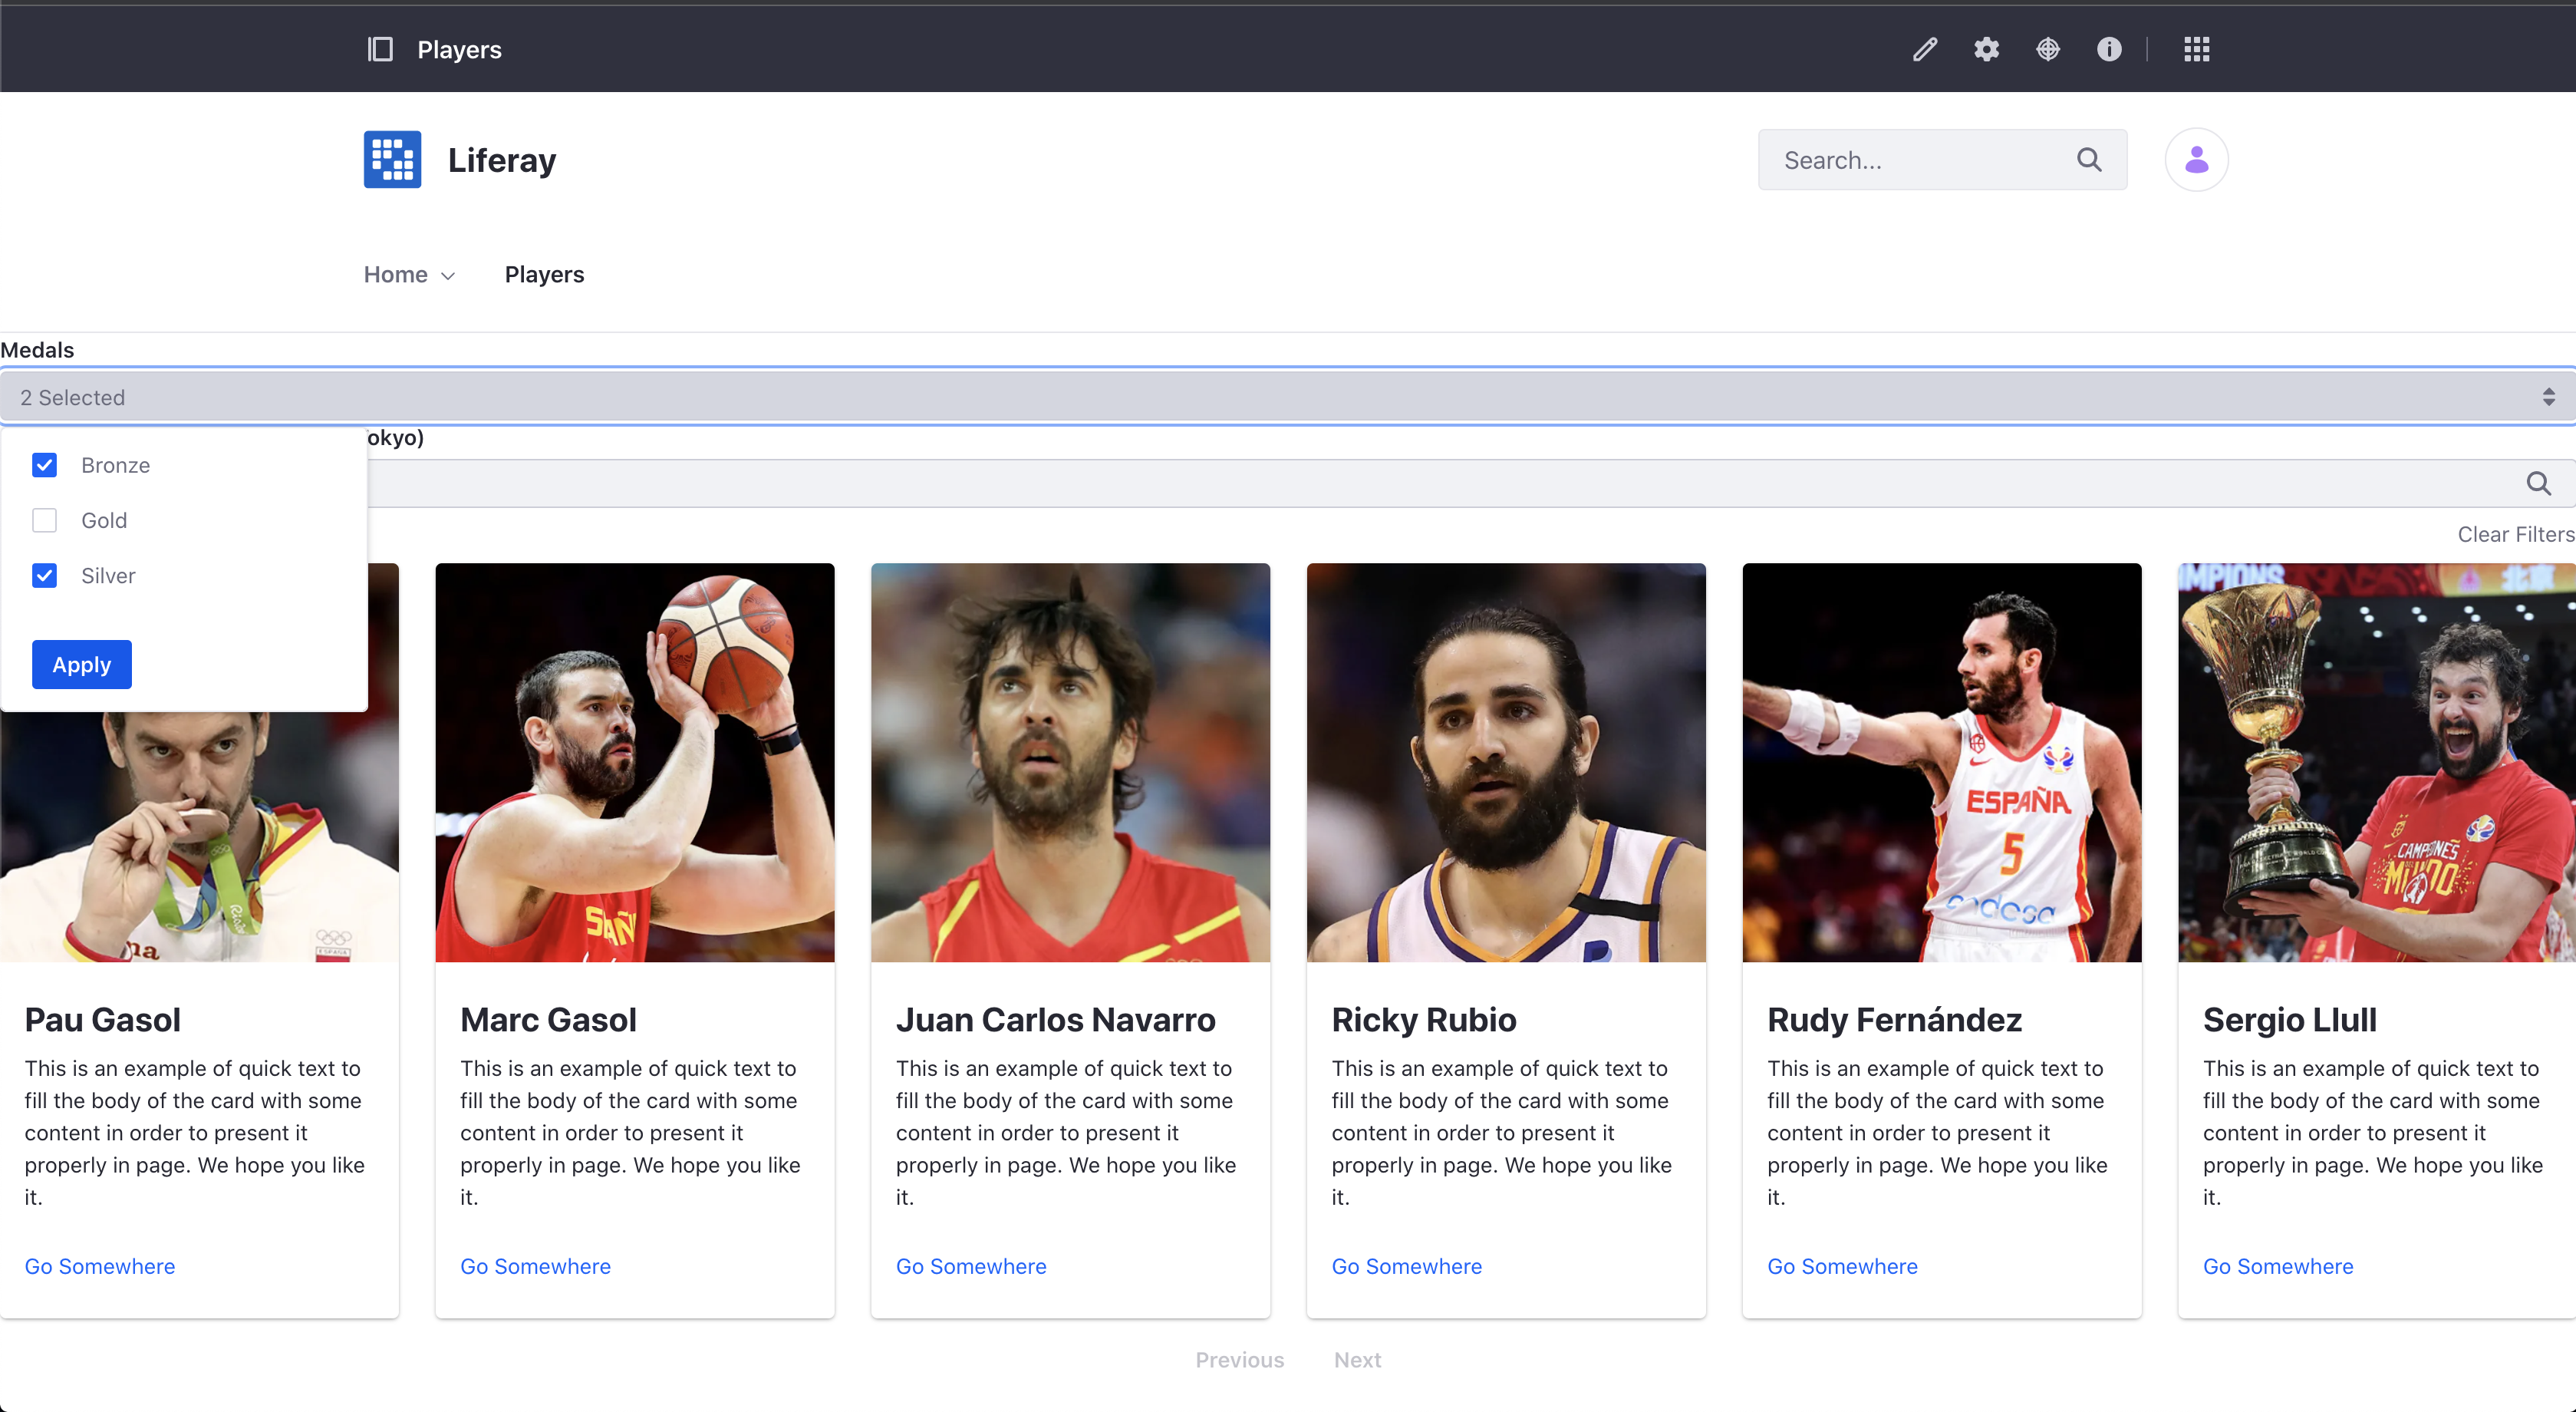 Players
Liferay
Search...
Home
Players
Medals
2 Selected
okyo)
Bronze
Gold
Silver
Apply
Clear Filters
ESPAÑA
5
CAMPEONES
Pau Gasol
Marc Gasol
Juan Carlos Navarro
Ricky Rubio
Rudy Fernández
Sergio Llull
This is an example of quick text to
fill the body of the card with some
content in order to present it
properly in page. We hope you like
it.
This is an example of quick text to
fill the body of the card with some
content in order to present it
properly in page. We hope you like
it.
This is an example of quick text to
fill the body of the card with some
content in order to present it
properly in page. We hope you like
it.
This is an example of quick text to
fill the body of the card with some
content in order to present it
properly in page. We hope you like
it.
This is an example of quick text to
fill the body of the card with some
content in order to present it
properly in page. We hope you like
it.
This is an example of quick text to
fill the body of the card with some
content in order to present it
properly in page. We hope you like
it.
Go Somewhere
Go Somewhere
Go Somewhere
Go Somewhere
Go Somewhere
Go Somewhere
Previous
Next